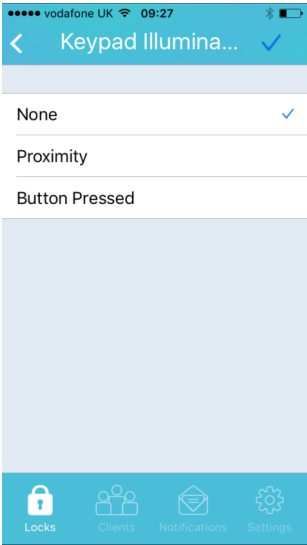 vodafone UK 09:27
Keypad Illumina...
None
Proximity
Button Pressed
Locks Clients Notifications Settings